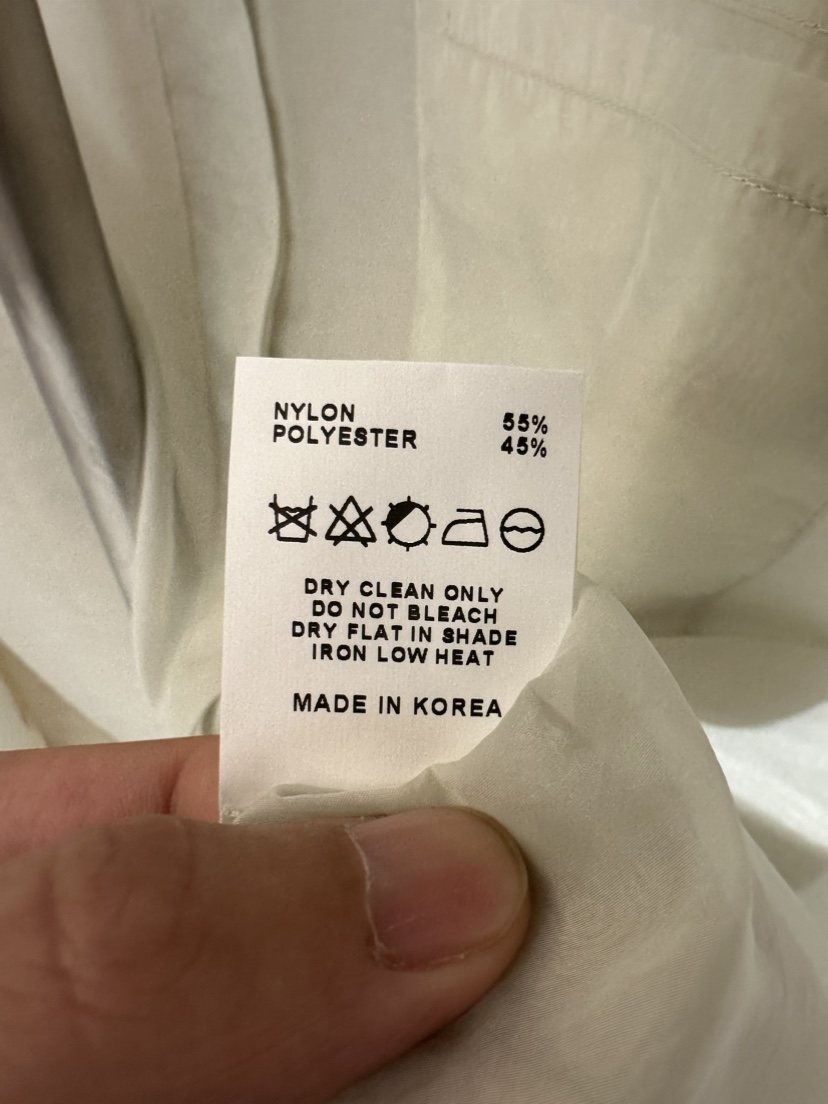 NYLON 55%
POLYESTER 45%
DRY CLEAN ONLY
DO NOT BLEACH
DRY FLAT IN SHADE
IRON LOW HEAT
MADE IN KOREA